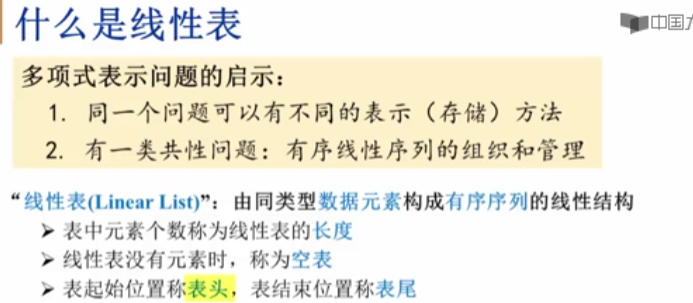 什么是线性表
中国大
多项式表示问题的启示：
1. 同一个问题可以有不同的表示（存储）方法
2. 有一类共性问题：有序线性序列的组织和管理
“线性表(Linear List)”：由同类型数据元素构成有序序列的线性结构
➢ 表中元素个数称为线性表的长度
➢ 线性表没有元素时，称为空表
➢ 表起始位置称表头，表结束位置称表尾